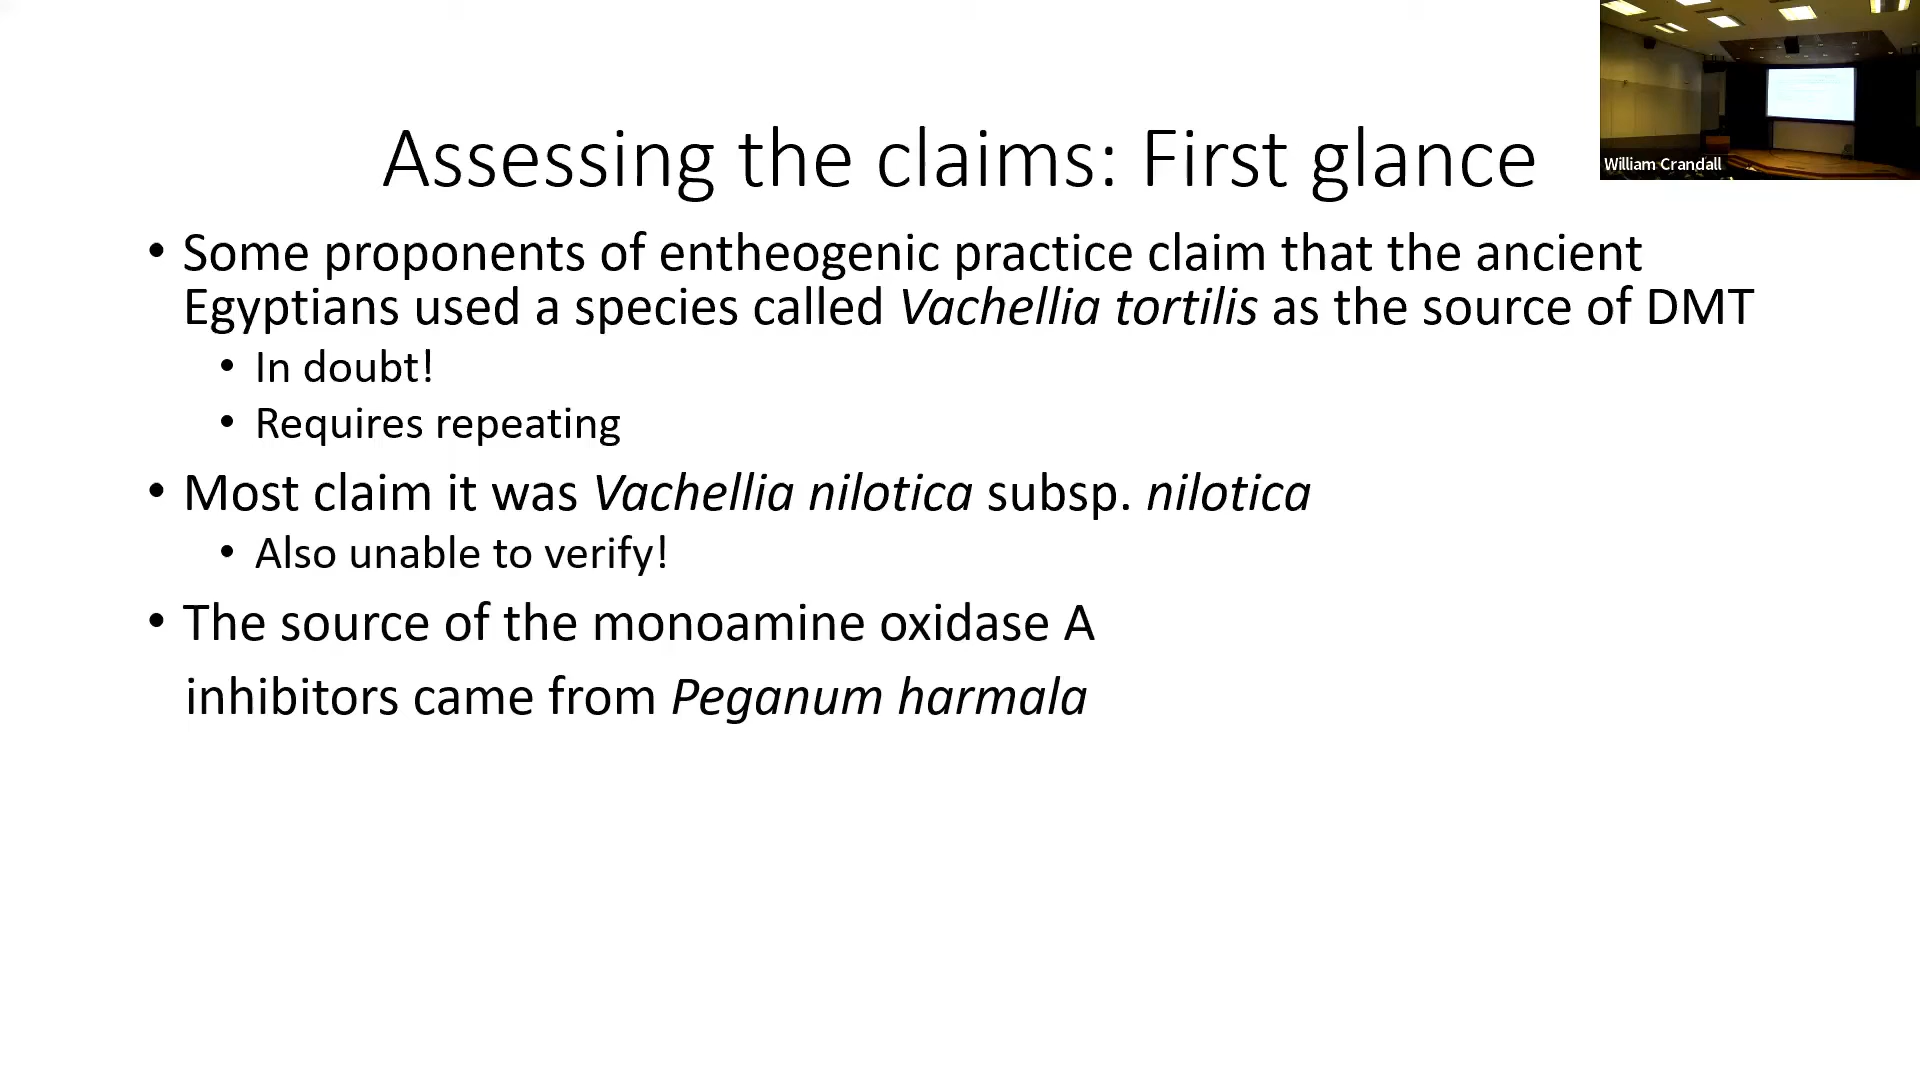 William Crandall
Assessing the claims: First glance
• Some proponents of entheogenic practice claim that the ancient
Egyptians used a species called Vachellia tortilis as the source of DMT
• In doubt!
• Requires repeating
• Most claim it was Vachellia nilotica subsp. nilotica
• Also unable to verify!
• The source of the monoamine oxidase A
inhibitors came from Peganum harmala